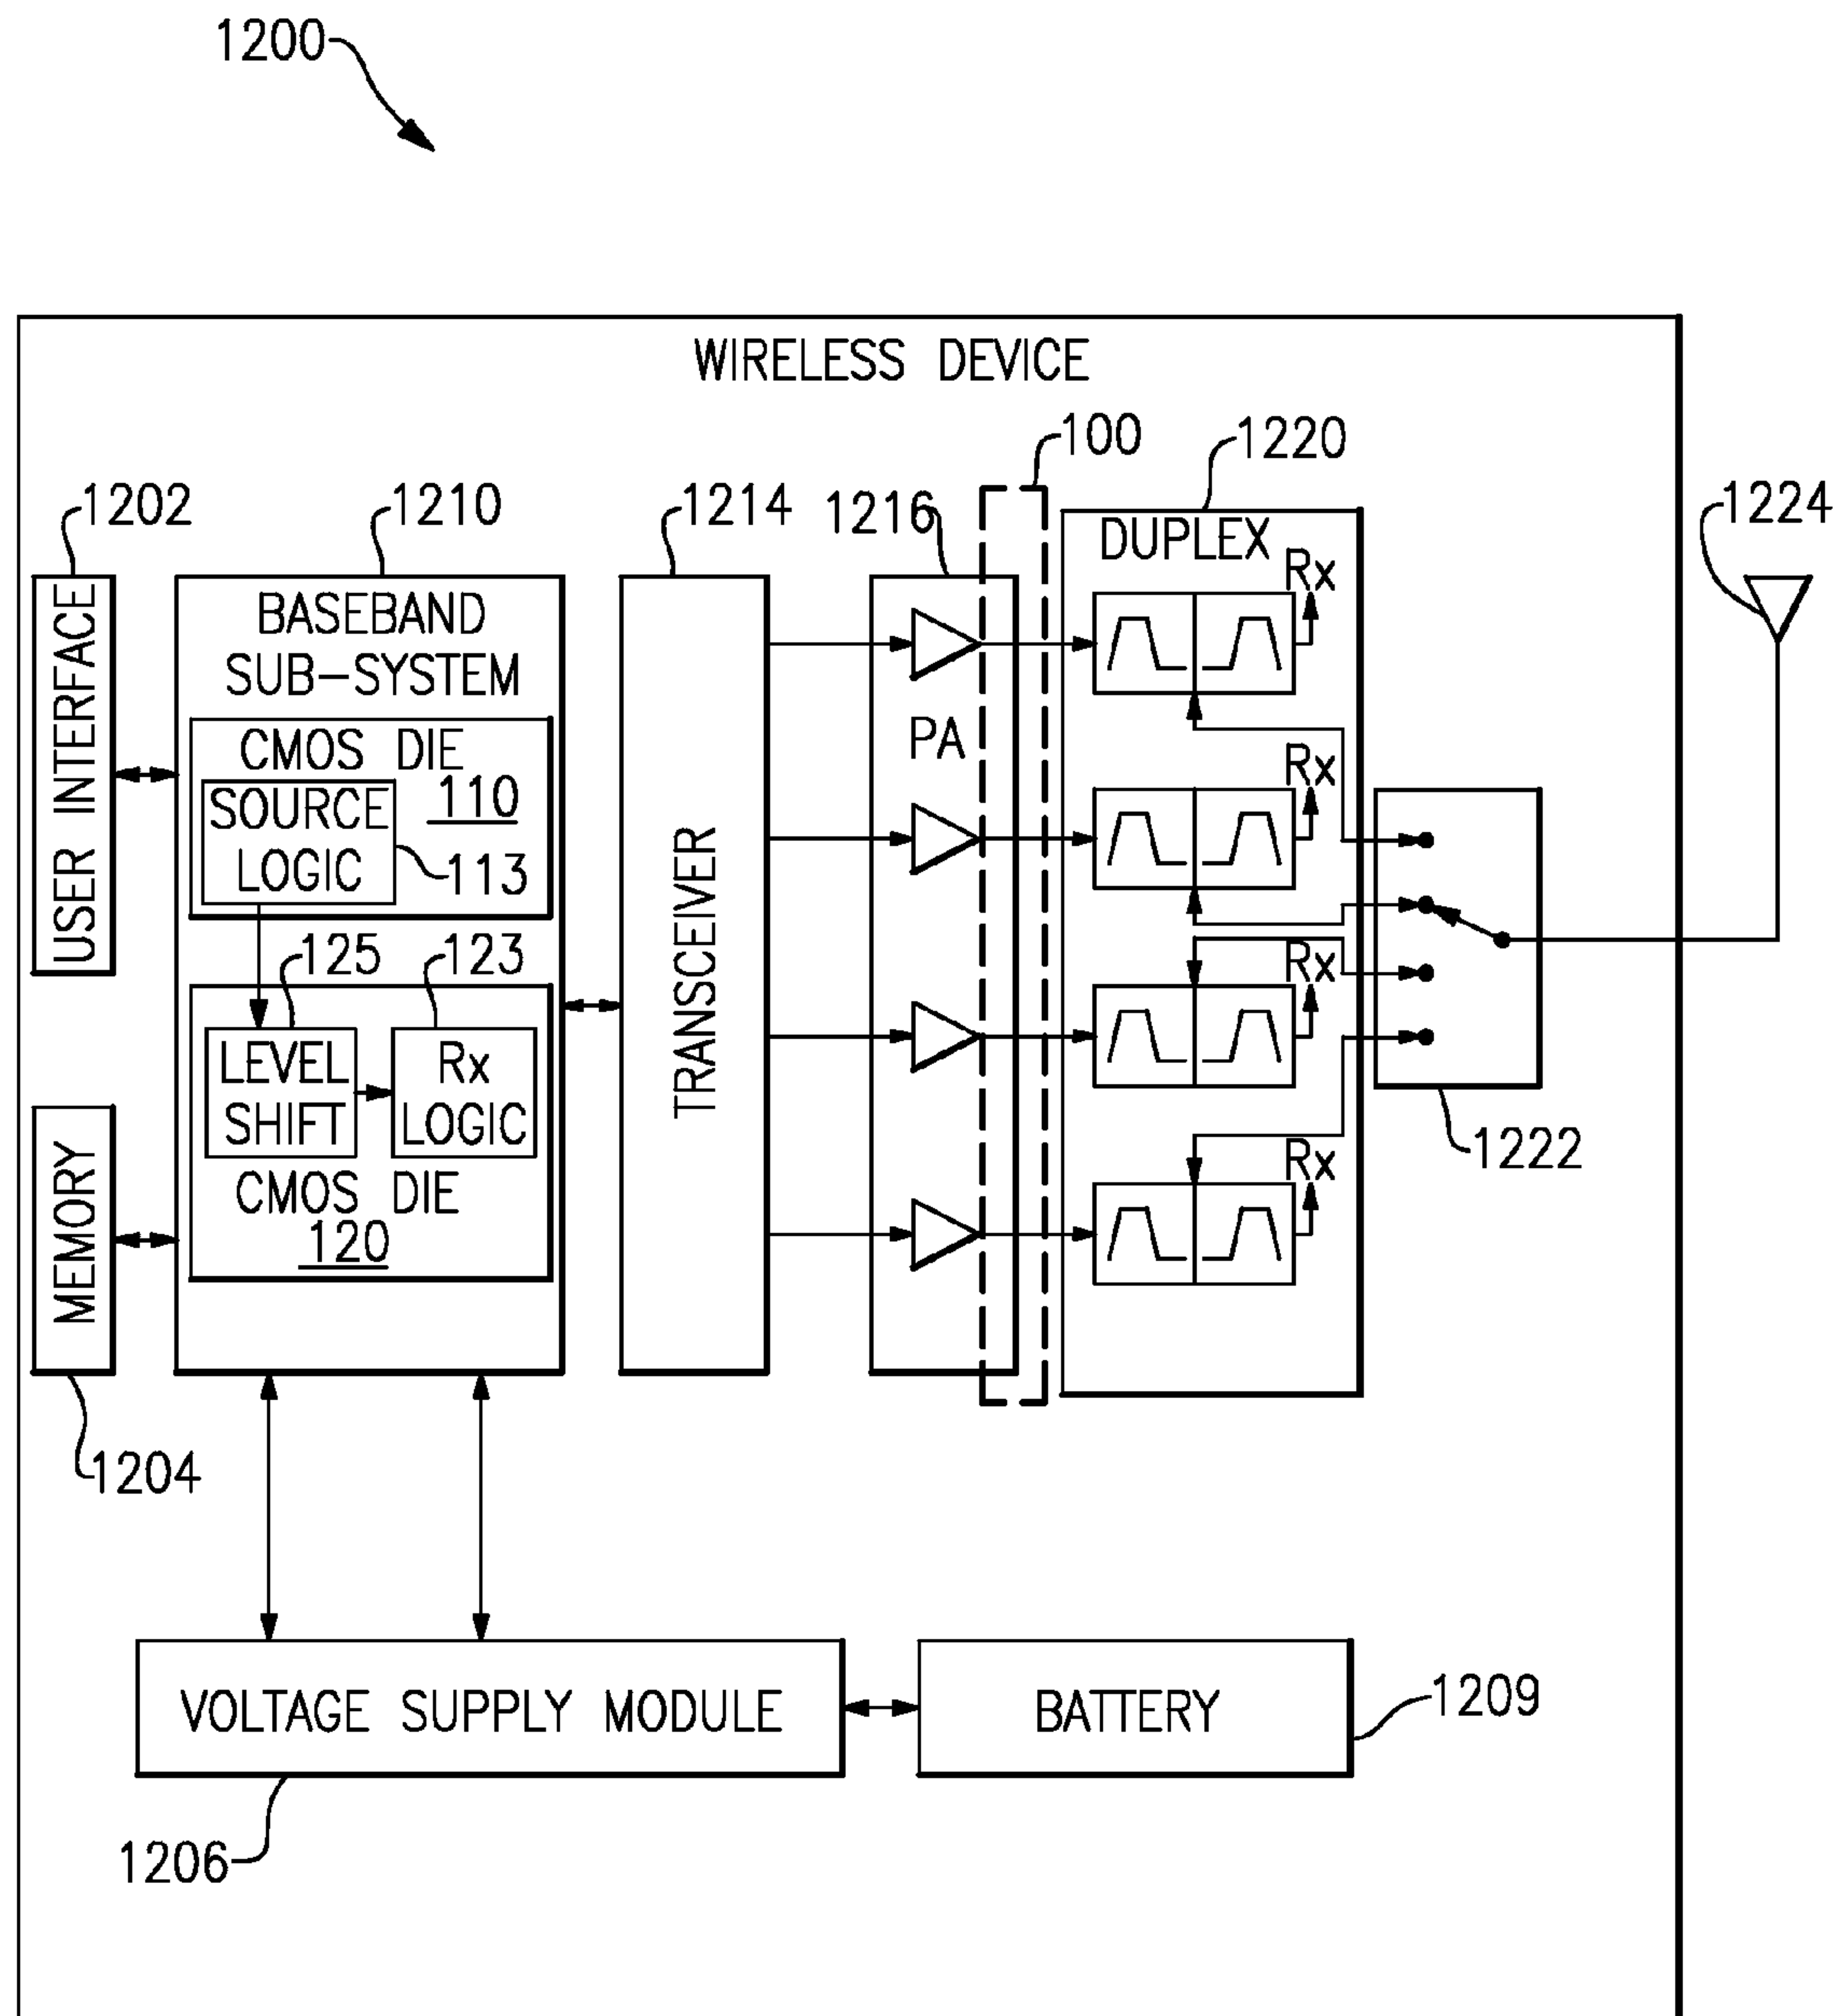 1200
WIRELESS DEVICE
100
1220
1202
1210
1214
1216
1224
DUPLEX
Rx
USER INTERFACE
BASEBAND
SUB-SYSTEM
CMOS DIE
110
SOURCE
LOGIC
113
PA
Rx
TRANSCEIVER
125
123
Rx
LEVEL
SHIFT
Rx
LOGIC
CMOS DIE
120
MEMORY
Rx
1222
1204
VOLTAGE SUPPLY MODULE
BATTERY
1209
1206